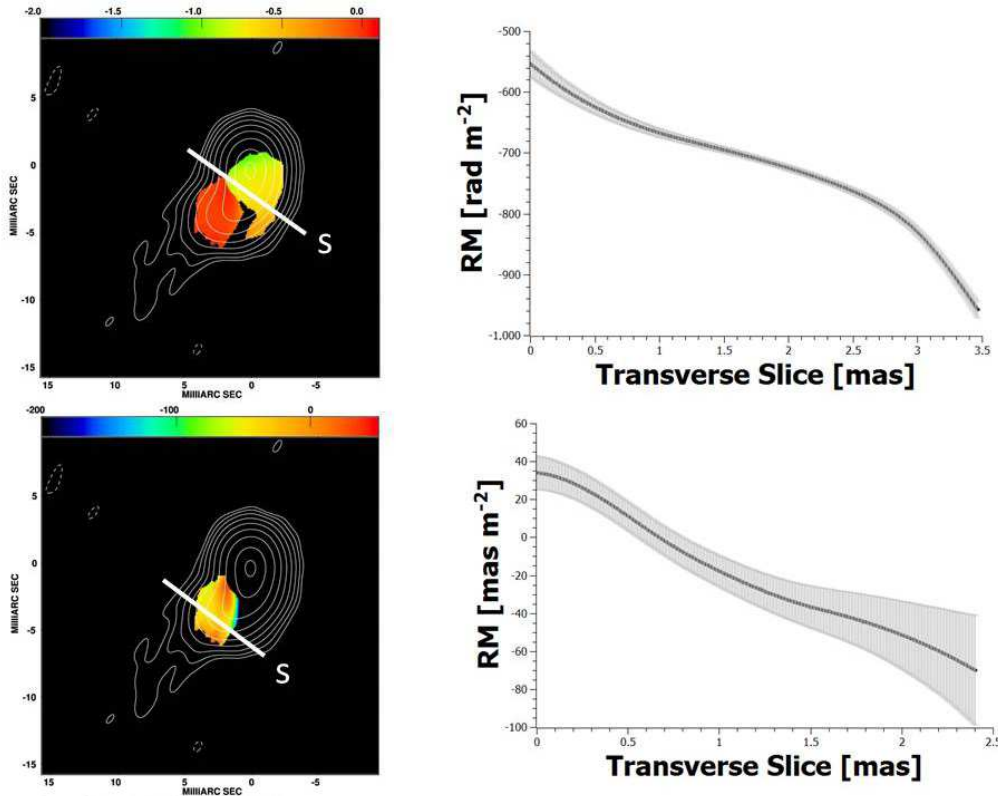 -2.0 -1.5 -1.0 -0.5 0.0
MilliARC SEC
5
0
-5
-10
-15
S
15 10 5 0 -5
MilliARC SEC
RM [rad m-2]
-500
-600
-700
-800
-900
-1.000
0 0.5 1 1.5 2 2.5 3 3.5
Transverse Slice [mas]
-200 -100 0
MilliARC SEC
5
0
-5
-10
-15
S
15 10 5 0 -5
MilliARC SEC
RM [mas m-2]
60
40
20
0
-20
-40
-60
-80
-100
0 0.5 1 1.5 2 2.5
Transverse Slice [mas]